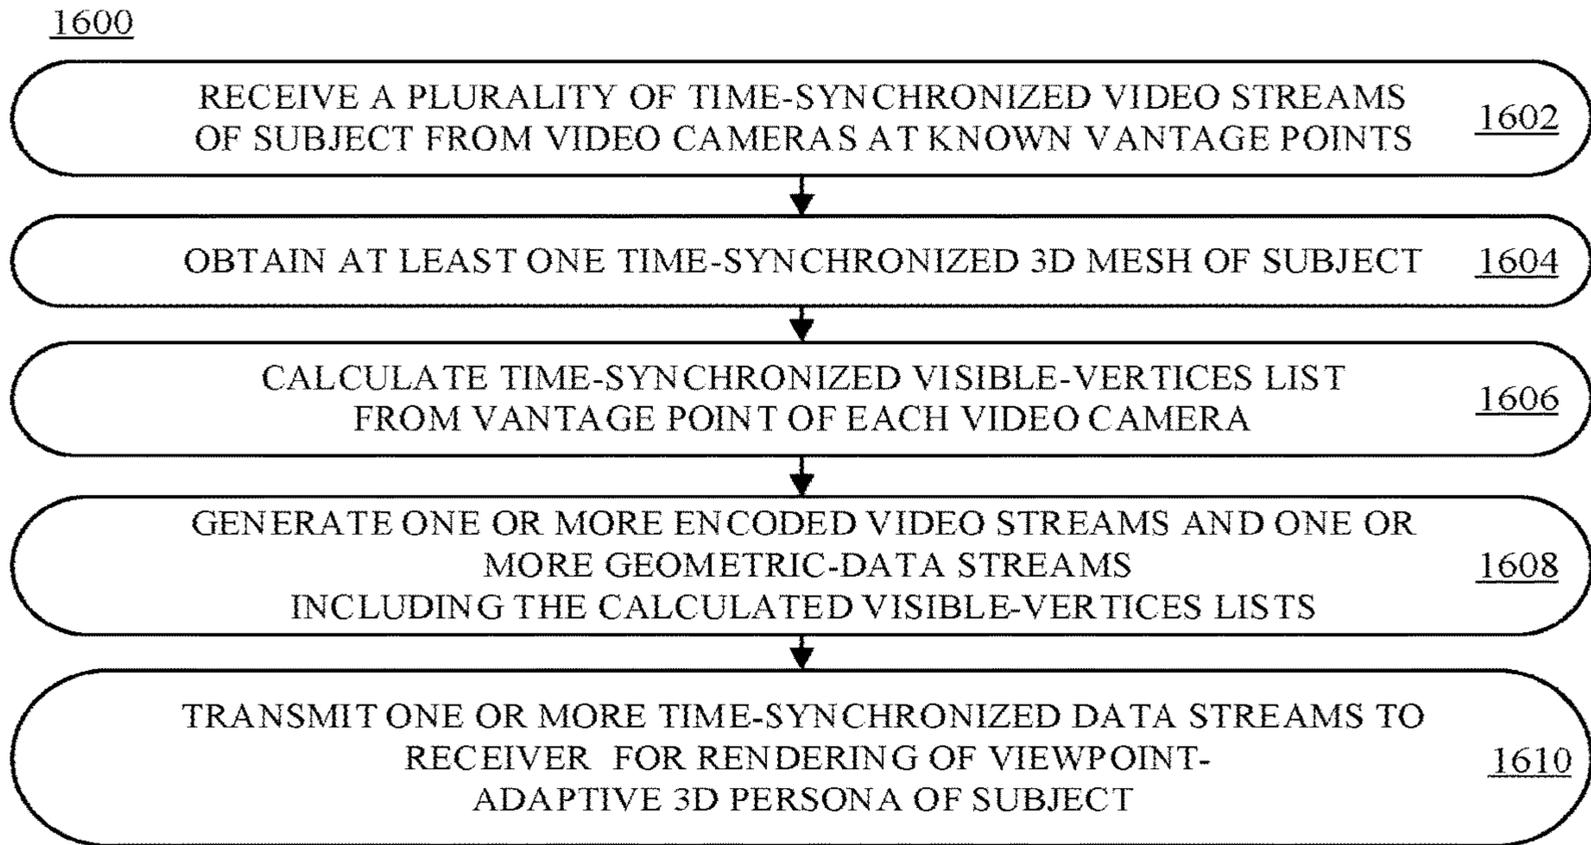 1600
RECEIVE A PLURALITY OF TIME-SYNCHRONIZED VIDEO STREAMS
OF SUBJECT FROM VIDEO CAMERAS AT KNOWN VANTAGE POINTS
1602
OBTAIN AT LEAST ONE TIME-SYNCHRONIZED 3D MESH OF SUBJECT
1604
CALCULATE TIME-SYNCHRONIZED VISIBLE-VERTICES LIST
FROM VANTAGE POINT OF EACH VIDEO CAMERA
1606
GENERATE ONE OR MORE ENCODED VIDEO STREAMS AND ONE OR
MORE GEOMETRIC-DATA STREAMS
INCLUDING THE CALCULATED VISIBLE-VERTICES LISTS
1608
TRANSMIT ONE OR MORE TIME-SYNCHRONIZED DATA STREAMS TO
RECEIVER FOR RENDERING OF VIEWPOINT-
ADAPTIVE 3D PERSONA OF SUBJECT
1610